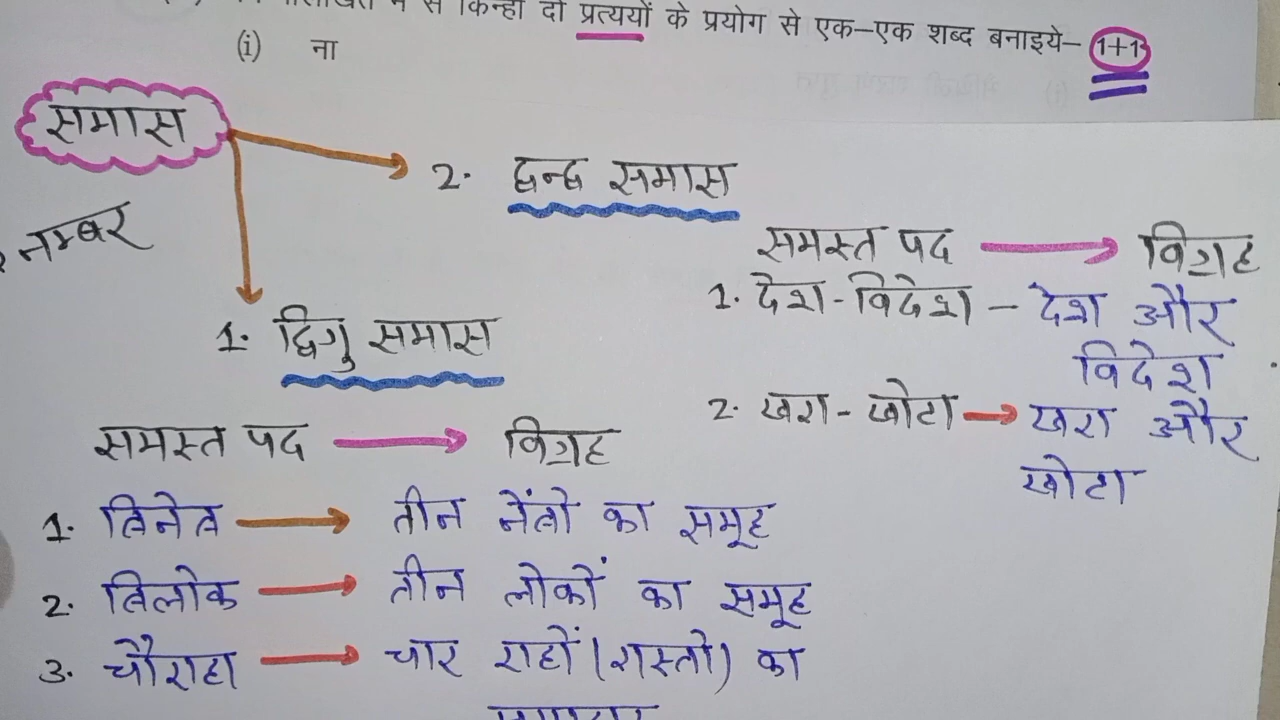 में से किन्हीं दो प्रत्ययों के प्रयोग से एक–एक शब्द बनाइये– 1+1
(i) ना
समास
नम्बर
2. द्वन्द्व समास
समस्त पद विग्रह
1. देश-विदेश – देश और
विदेश
2. खरा-खोटा खरा और
खोटा
1. द्विगु समास
समस्त पद विग्रह
1. त्रिनेत्र तीन नेंत्रो का समूह
2. त्रिलोक तीन लोकों का समूह
3. चौराहा चार राहों (रास्तो) का